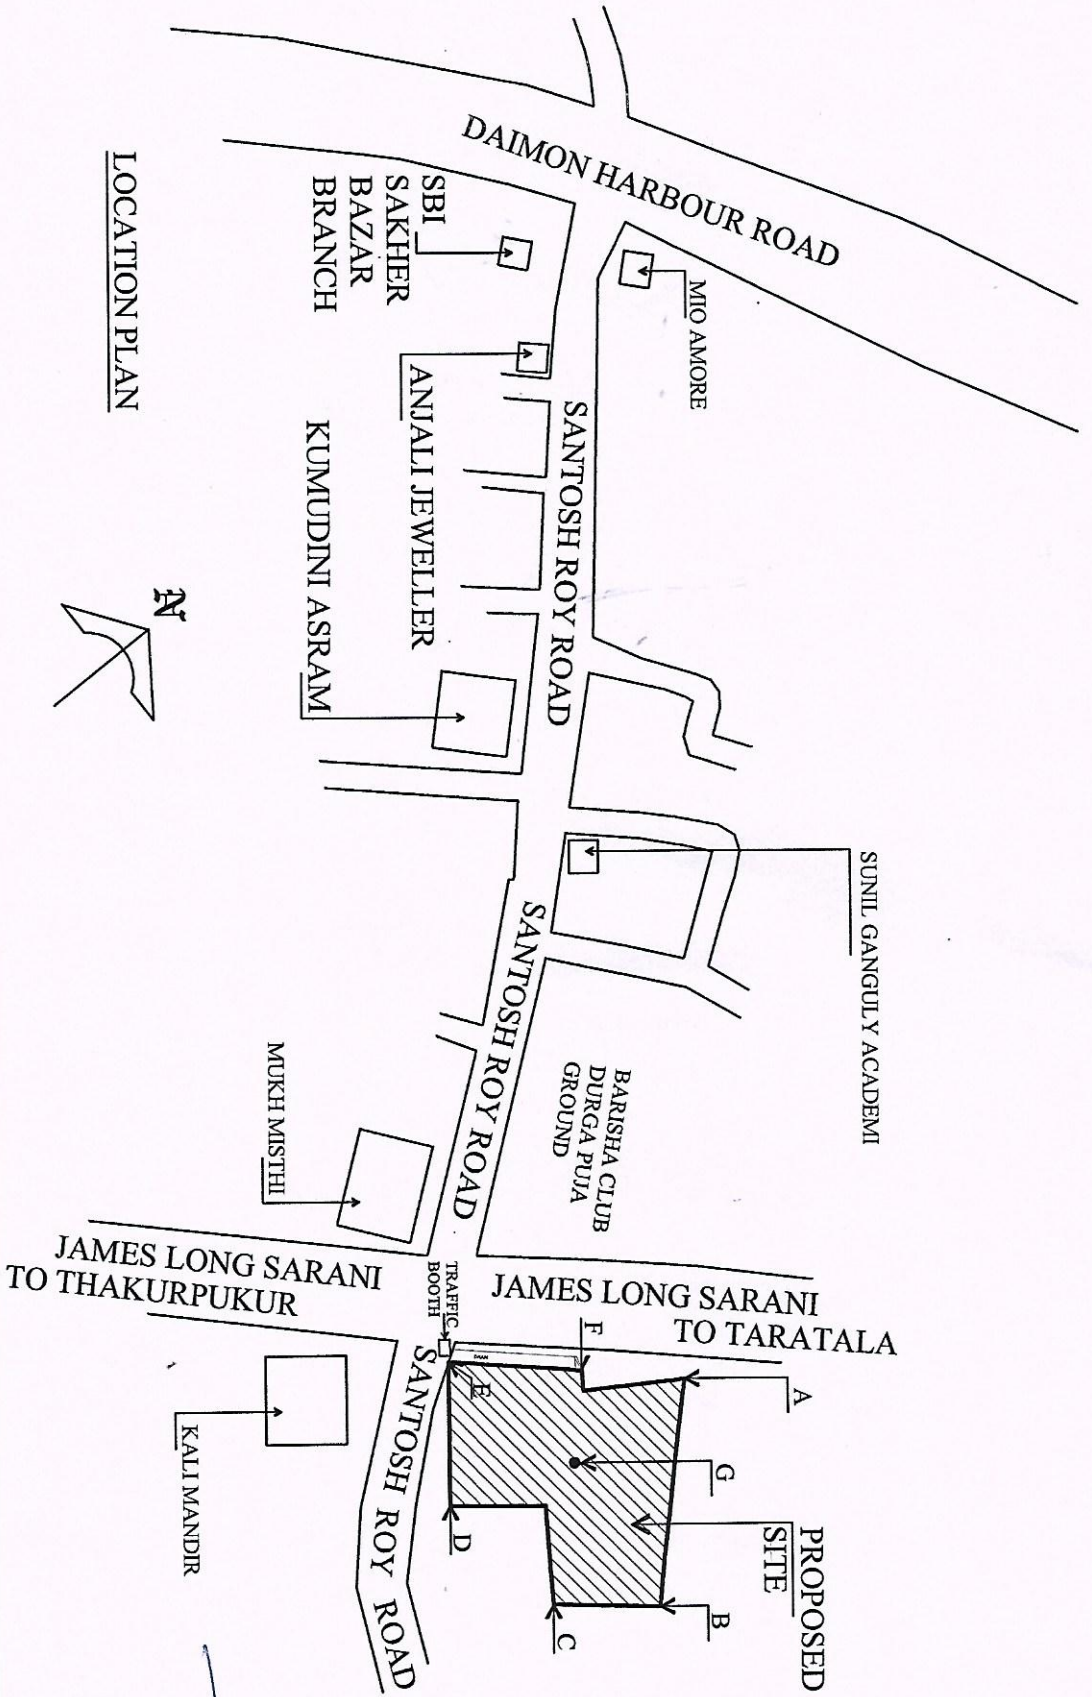 DAIMON HARBOUR ROAD
MIO AMORE
SBI
SAKHER
BAZAR
BRANCH
ANJALI JEWELLER
SANTOSH ROY ROAD
KUMUDINI ASRAM
SUNIL GANGULY ACADEMI
SANTOSH ROY ROAD
BARISHA CLUB
DURGA PUJA
GROUND
MUKH MISTHI
JAMES LONG SARANI
TO THAKURPUKUR
TRAFFIC
BOOTH
JAMES LONG SARANI
TO TARATALA
F
A
E
G
D
B
C
PROPOSED
SITE
SANTOSH ROY ROAD
KALI MANDIR
N
LOCATION PLAN